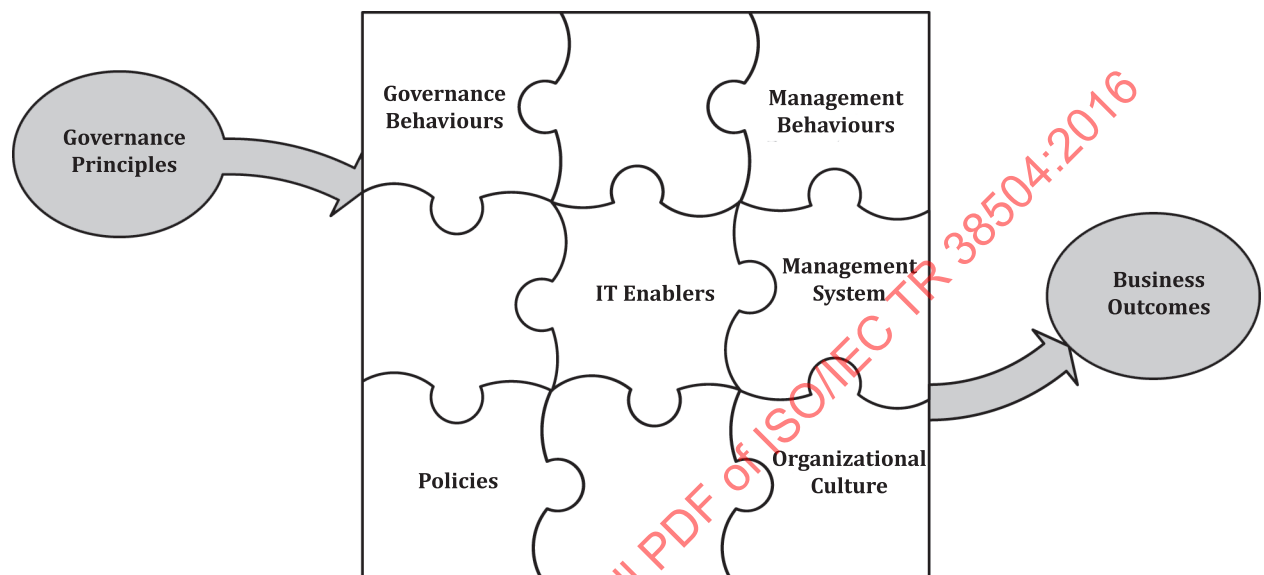 Governance
Principles
Governance
Behaviours
Management
Behaviours
IT Enablers
Management
System
Business
Outcomes
Policies
Organizational
Culture
PDF of ISO/IEC TR 38504:2016